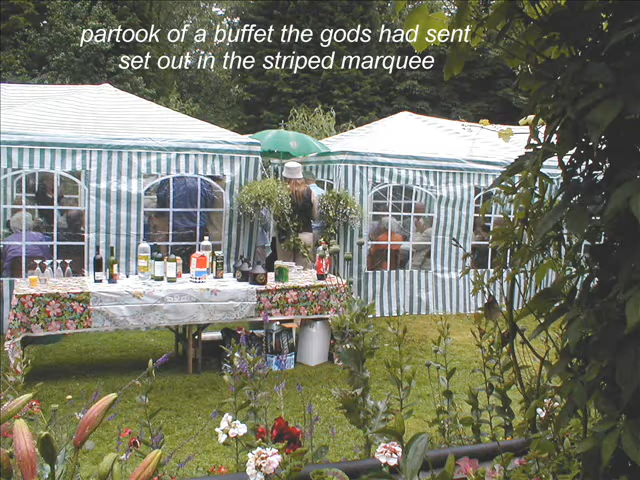 partook of a buffet the gods had sent
set out in the striped marquee